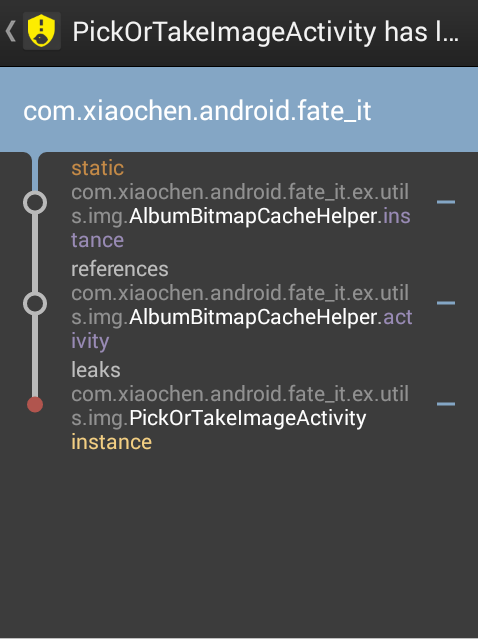 PickOrTakeImageActivity has l...
com.xiaochen.android.fate_it
static
com.xiaochen.android.fate_it.ex.util
s.img.AlbumBitmapCacheHelper.ins
tance
references
com.xiaochen.android.fate_it.ex.util
s.img.AlbumBitmapCacheHelper.act
ivity
leaks
com.xiaochen.android.fate_it.ex.util
s.img.PickOrTakeImageActivity
instance